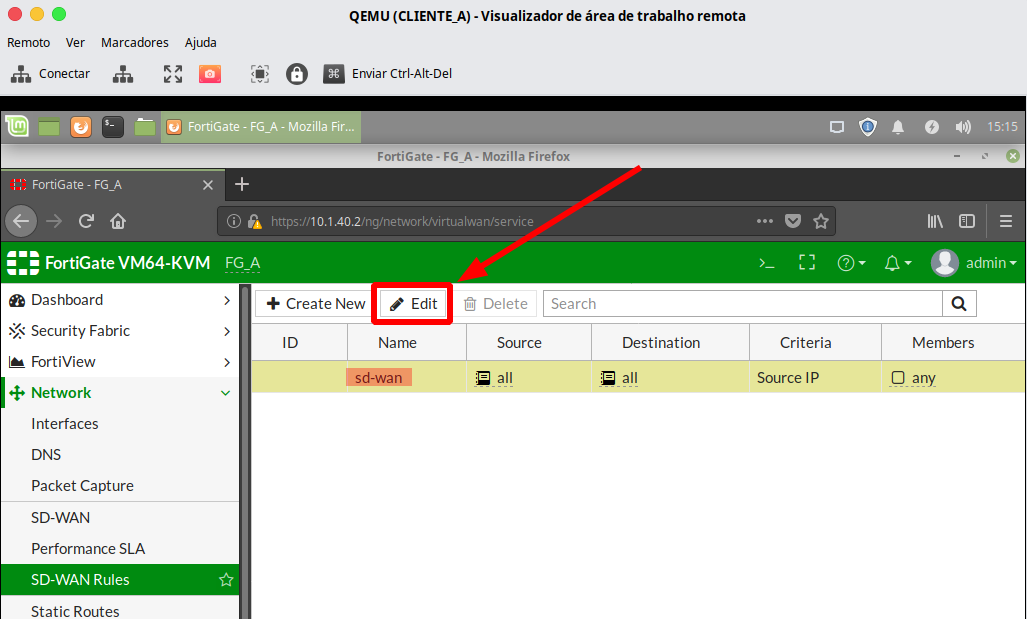 QEMU (CLIENTE_A) - Visualizador de área de trabalho remota
Remoto Ver Marcadores Ajuda
Conectar Enviar Ctrl-Alt-Del
FortiGate - FG_A - Mozilla Fir... 15:15
FortiGate - FG_A - Mozilla Firefox
FortiGate - FG_A
https://10.1.40.2/ng/network/virtualwan/service
FortiGate VM64-KVM FG_A admin
Dashboard
Security Fabric
FortiView
Network
Interfaces
DNS
Packet Capture
SD-WAN
Performance SLA
SD-WAN Rules
Static Routes
Create New Edit Delete Search
ID Name Source Destination Criteria Members
sd-wan all all Source IP any